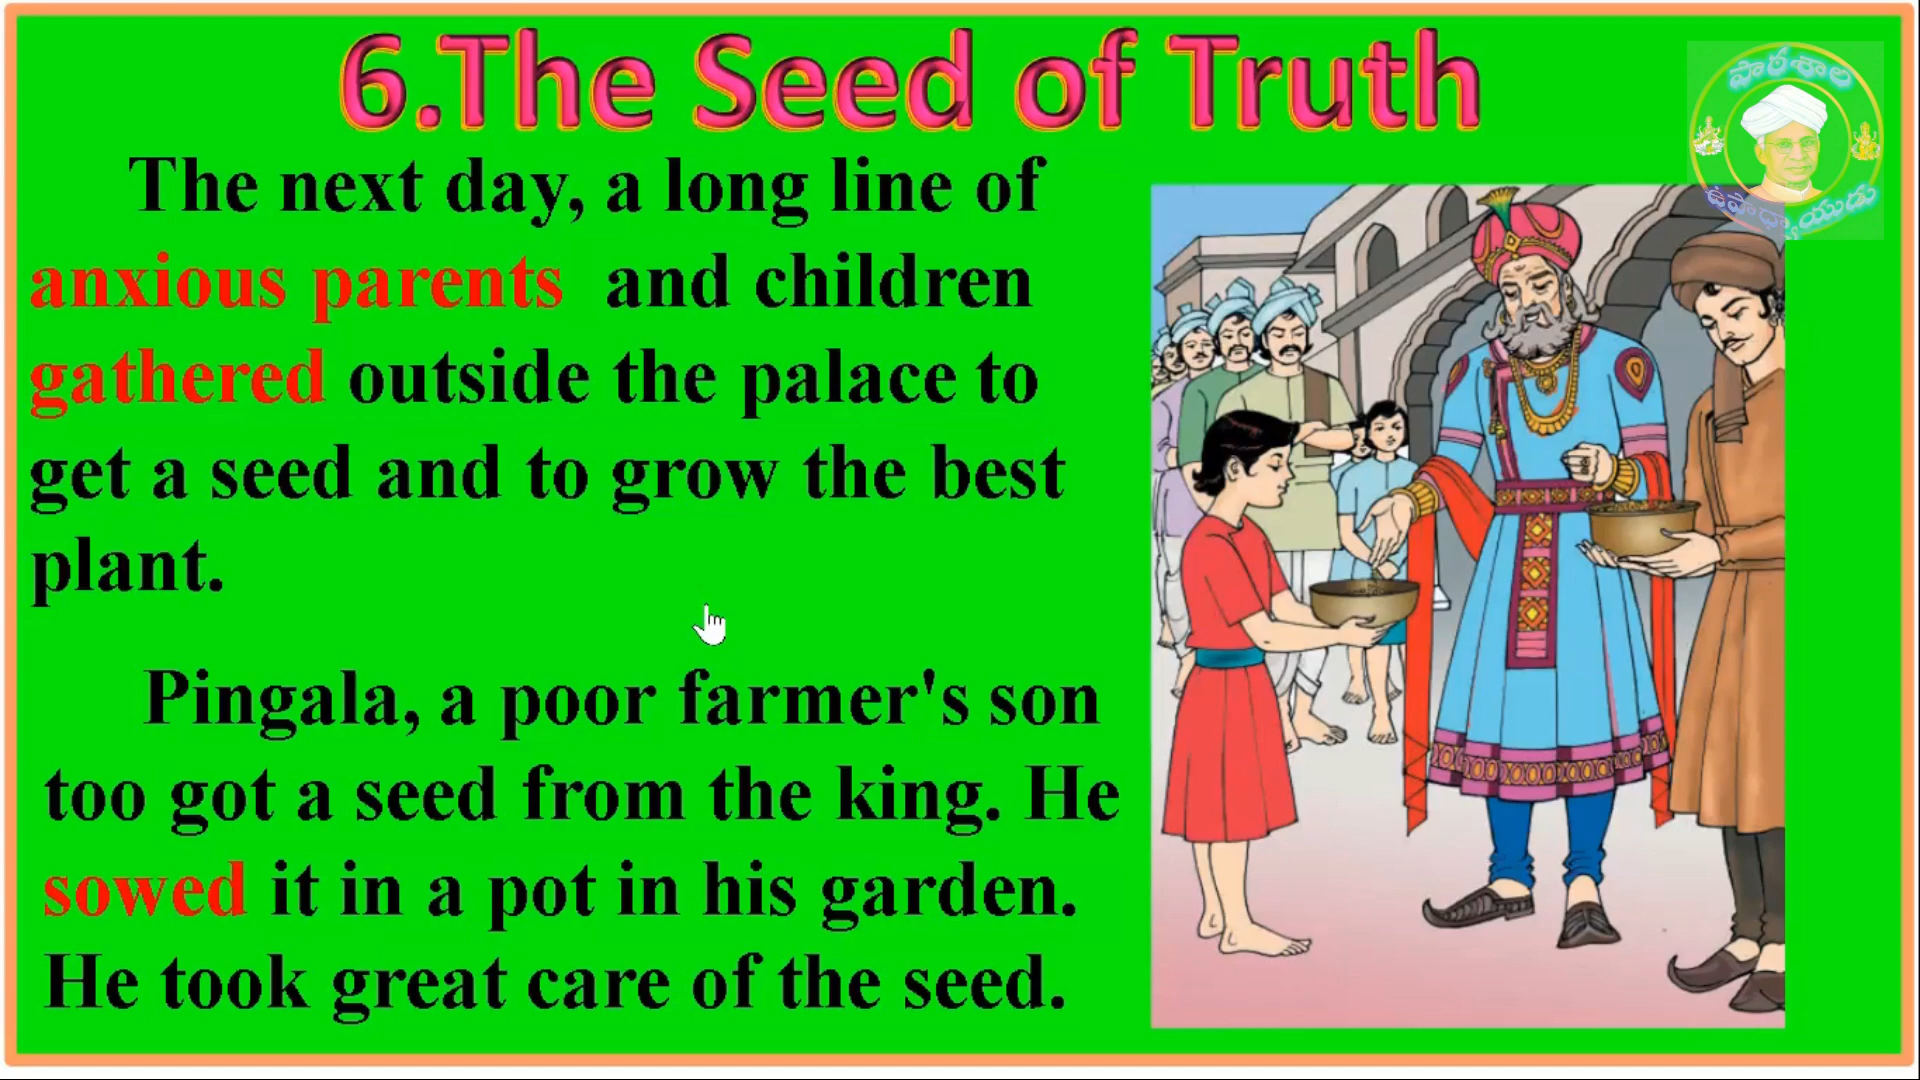 6.The Seed of Truth
పాఠశాల
ఉపాధ్యాయుడు
The next day, a long line of
anxious parents and children
gathered outside the palace to
get a seed and to grow the best
plant.
Pingala, a poor farmer's son
too got a seed from the king. He
sowed it in a pot in his garden.
He took great care of the seed.